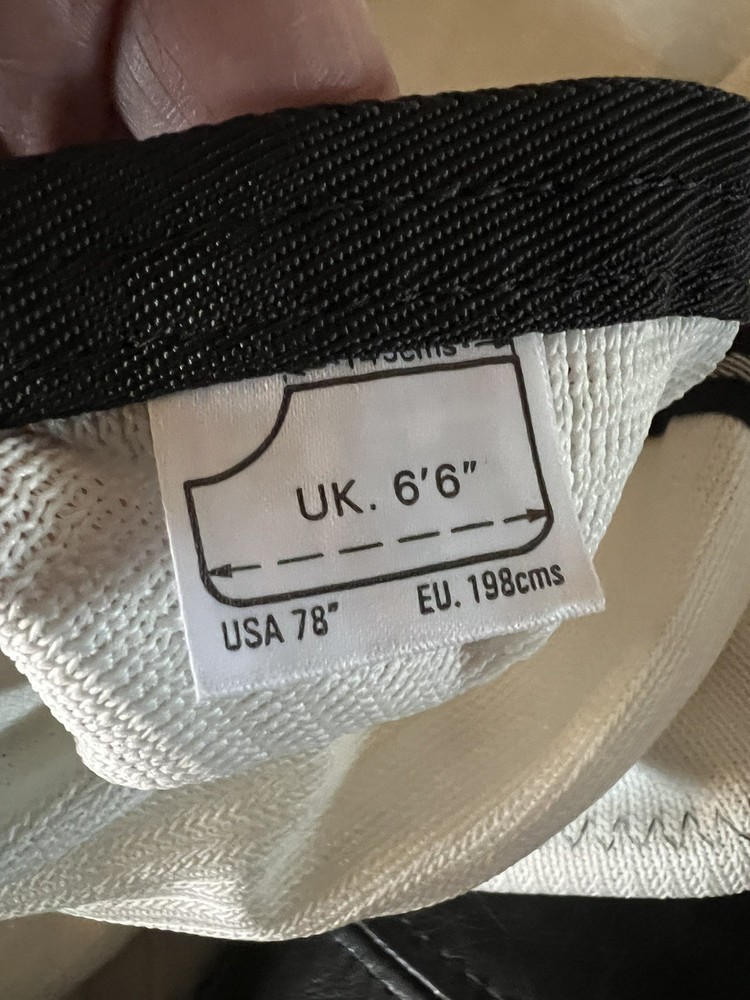 UK. 6'6"
USA 78" EU. 198cms